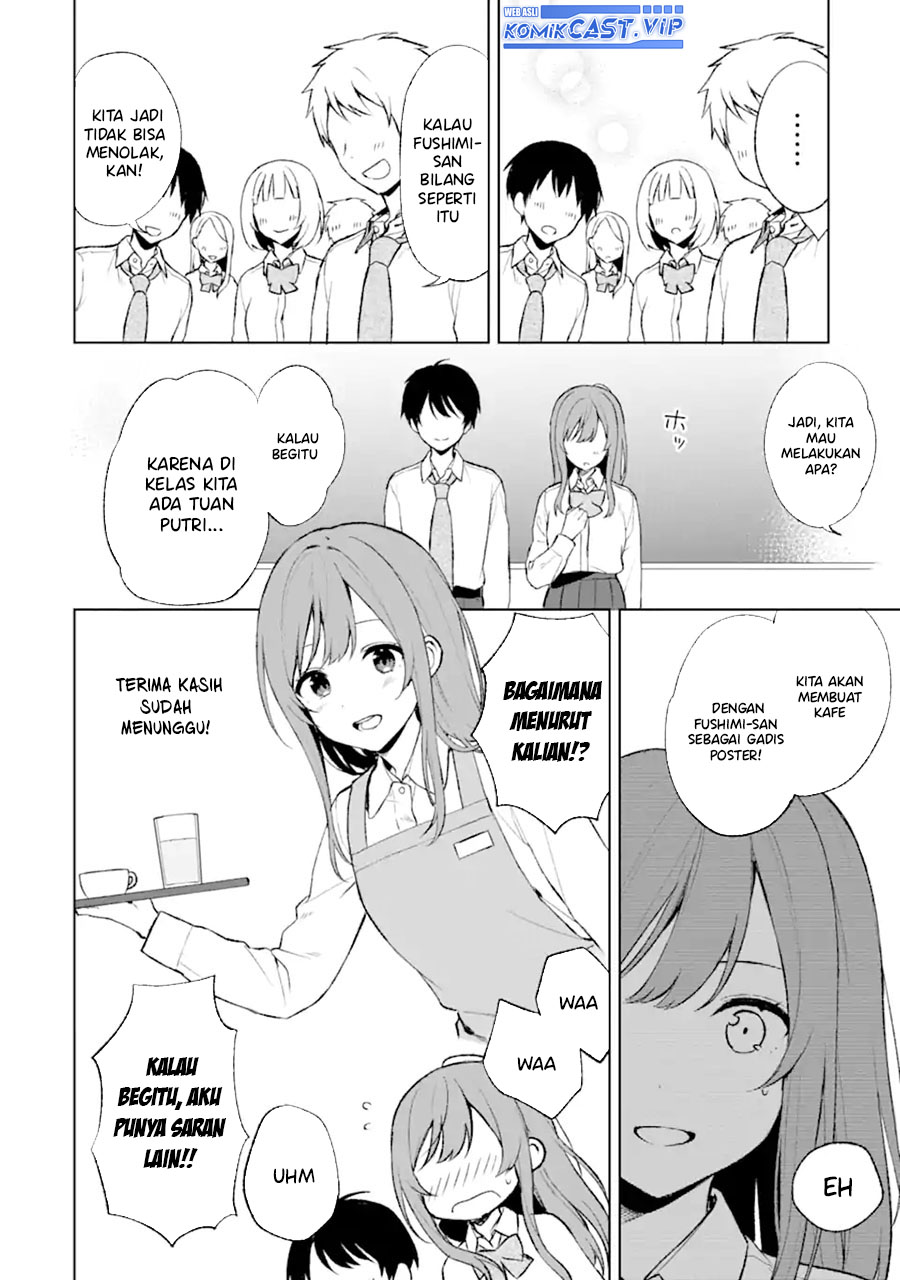 WEB ASLI
KOMIKCAST.VIP
. . . . . .
KALAU
FUSHIMI-
SAN
BILANG
SEPERTI
ITU
KITA JADI
TIDAK BISA
MENOLAK,
KAN!
JADI, KITA
MAU
MELAKUKAN
APA?
ホッ
KALAU
BEGITU
KARENA DI
KELAS KITA
ADA TUAN
PUTRI...
KITA AKAN
MEMBUAT
KAFE
DENGAN
FUSHIMI-SAN
SEBAGAI GADIS
POSTER!
EH
BAGAIMANA
MENURUT
KALIAN!?
TERIMA KASIH
SUDAH
MENUNGGU!
WAA
WAA
UHM
KALAU
BEGITU, AKU
PUNYA SARAN
LAIN!!